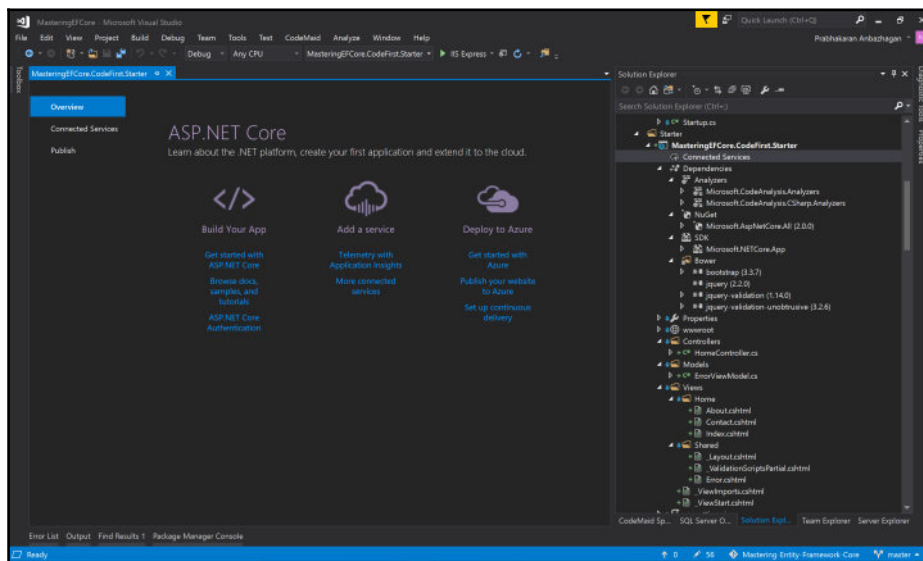 MasteringEFCore - Microsoft Visual Studio
Quick Launch (Ctrl+Q)
File Edit View Project Build Debug Team Tools Test CodeMaid Analyze Window Help
Prabhakaran Anbazhagan
Debug Any CPU MasteringEFCore.CodeFirst.Starter IIS Express
Toolbox
MasteringEFCore.CodeFirst.Starter
Overview
Connected Services
Publish
ASP.NET Core
Learn about the .NET platform, create your first application and extend it to the cloud.
Build Your App
Get started with
ASP.NET Core
Browse docs,
samples, and
tutorials
ASP.NET Core
Authentication
Add a service
Telemetry with
Application Insights
More connected
services
Deploy to Azure
Get started with
Azure
Publish your website
to Azure
Set up continuous
delivery
Solution Explorer
Search Solution Explorer (Ctrl+;)
C# Startup.cs
Starter
MasteringEFCore.CodeFirst.Starter
Connected Services
Dependencies
Analyzers
Microsoft.CodeAnalysis.Analyzers
Microsoft.CodeAnalysis.CSharp.Analyzers
NuGet
Microsoft.AspNetCore.All (2.0.0)
SDK
Microsoft.NETCore.App
Bower
bootstrap (3.3.7)
jquery (2.2.0)
jquery-validation (1.14.0)
jquery-validation-unobtrusive (3.2.6)
Properties
wwwroot
Controllers
C# HomeController.cs
Models
C# ErrorViewModel.cs
Views
Home
About.cshtml
Contact.cshtml
Index.cshtml
Shared
_Layout.cshtml
_ValidationScriptsPartial.cshtml
Error.cshtml
_ViewImports.cshtml
_ViewStart.cshtml
CodeMaid Sp... SQL Server O... Solution Expl... Team Explorer Server Explorer
Diagnostic Tools
Properties
Error List Output Find Results 1 Package Manager Console
Ready
0 56 Mastering-Entity-Framework-Core master